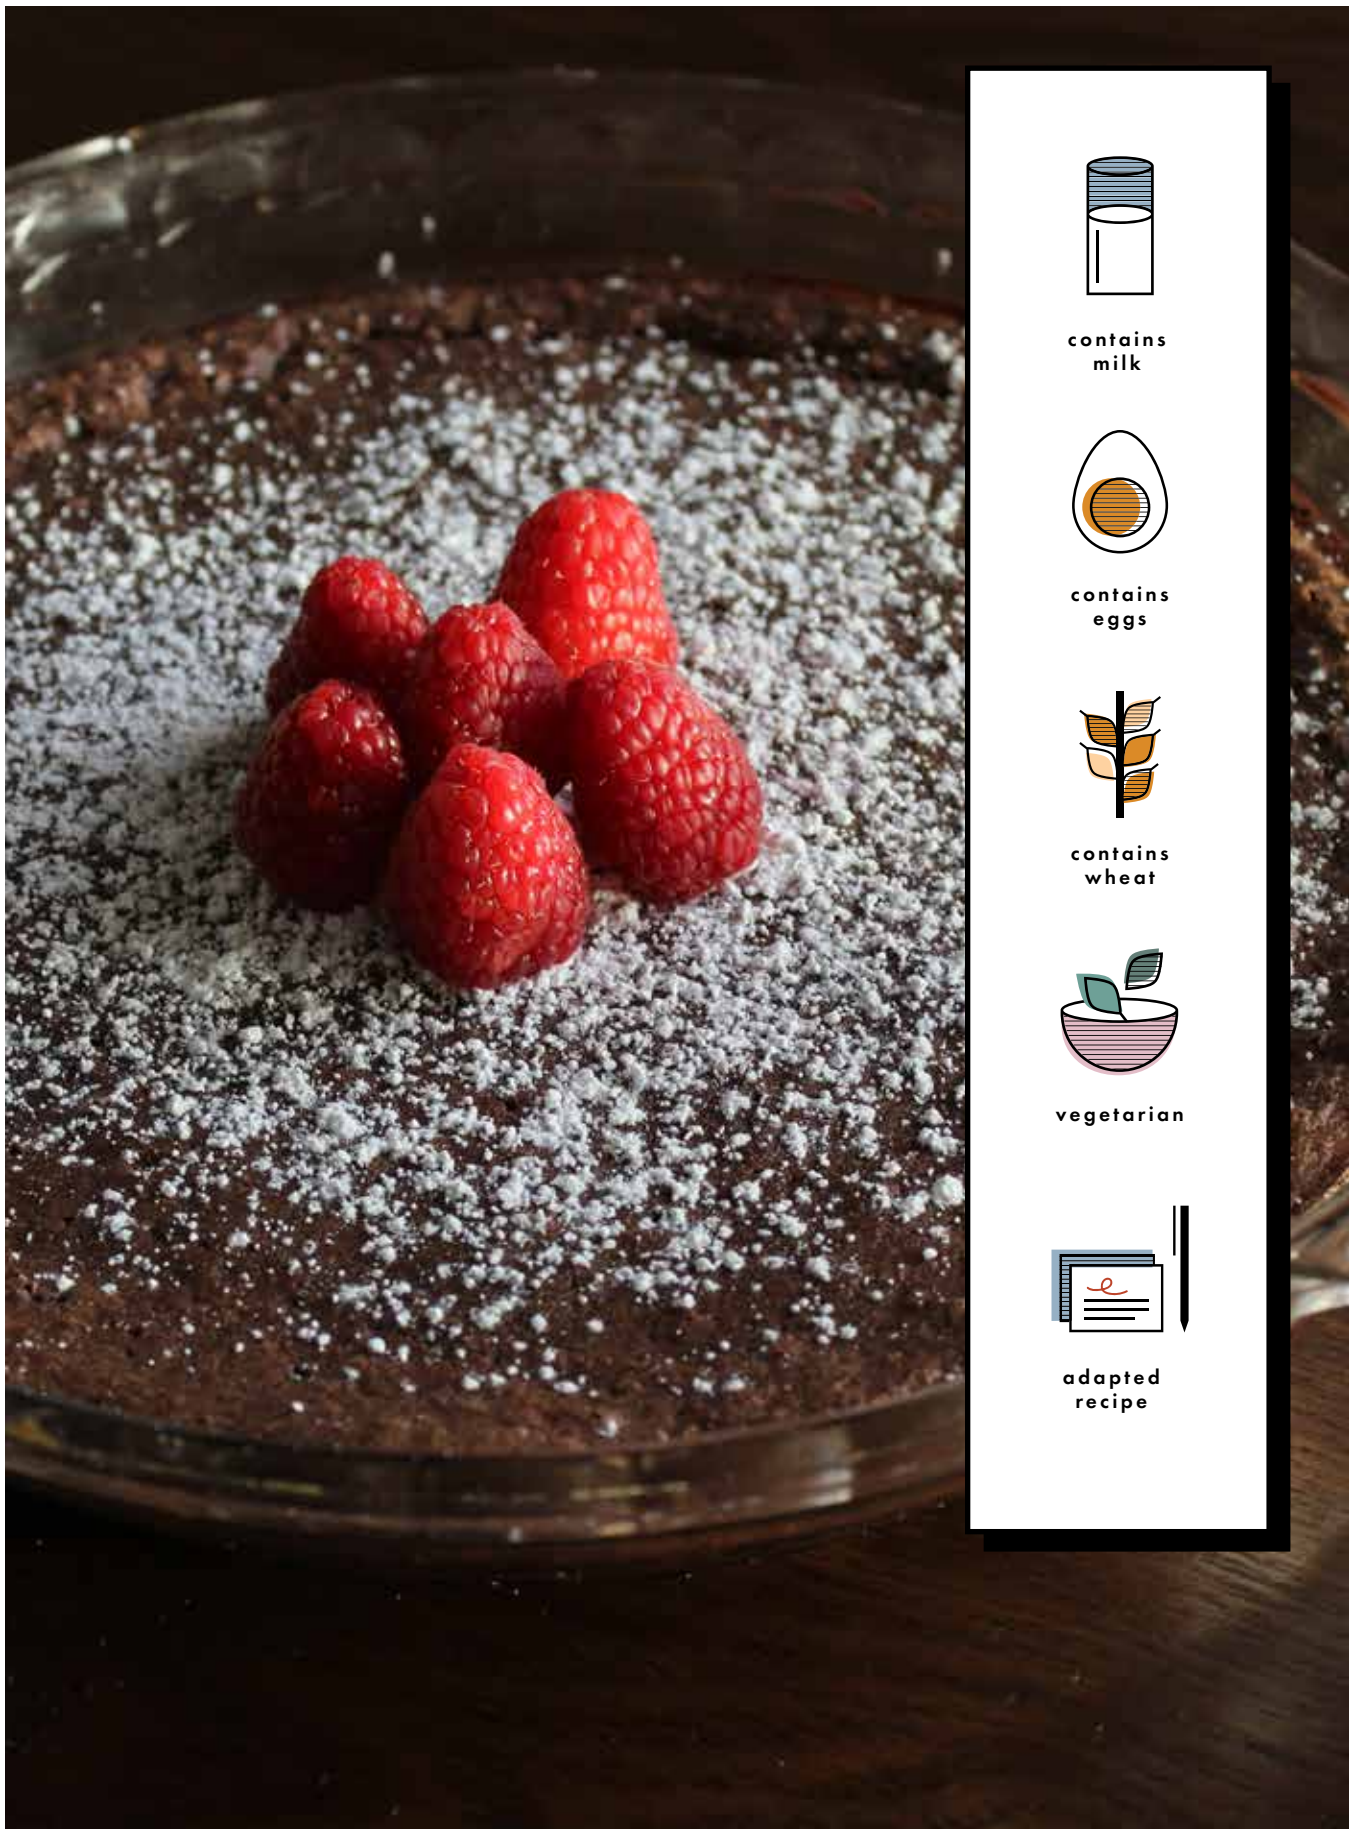 contains
milk
contains
eggs
contains
wheat
vegetarian
adapted
recipe